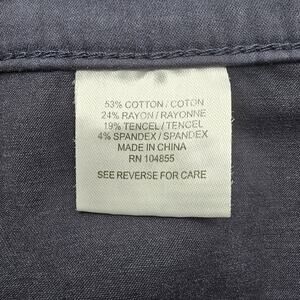 53% COTTON / COTON
24% RAYON / RAYONNE
19% TENCEL / TENCEL
4% SPANDEX / SPANDEX
MADE IN CHINA
RN 104855
SEE REVERSE FOR CARE